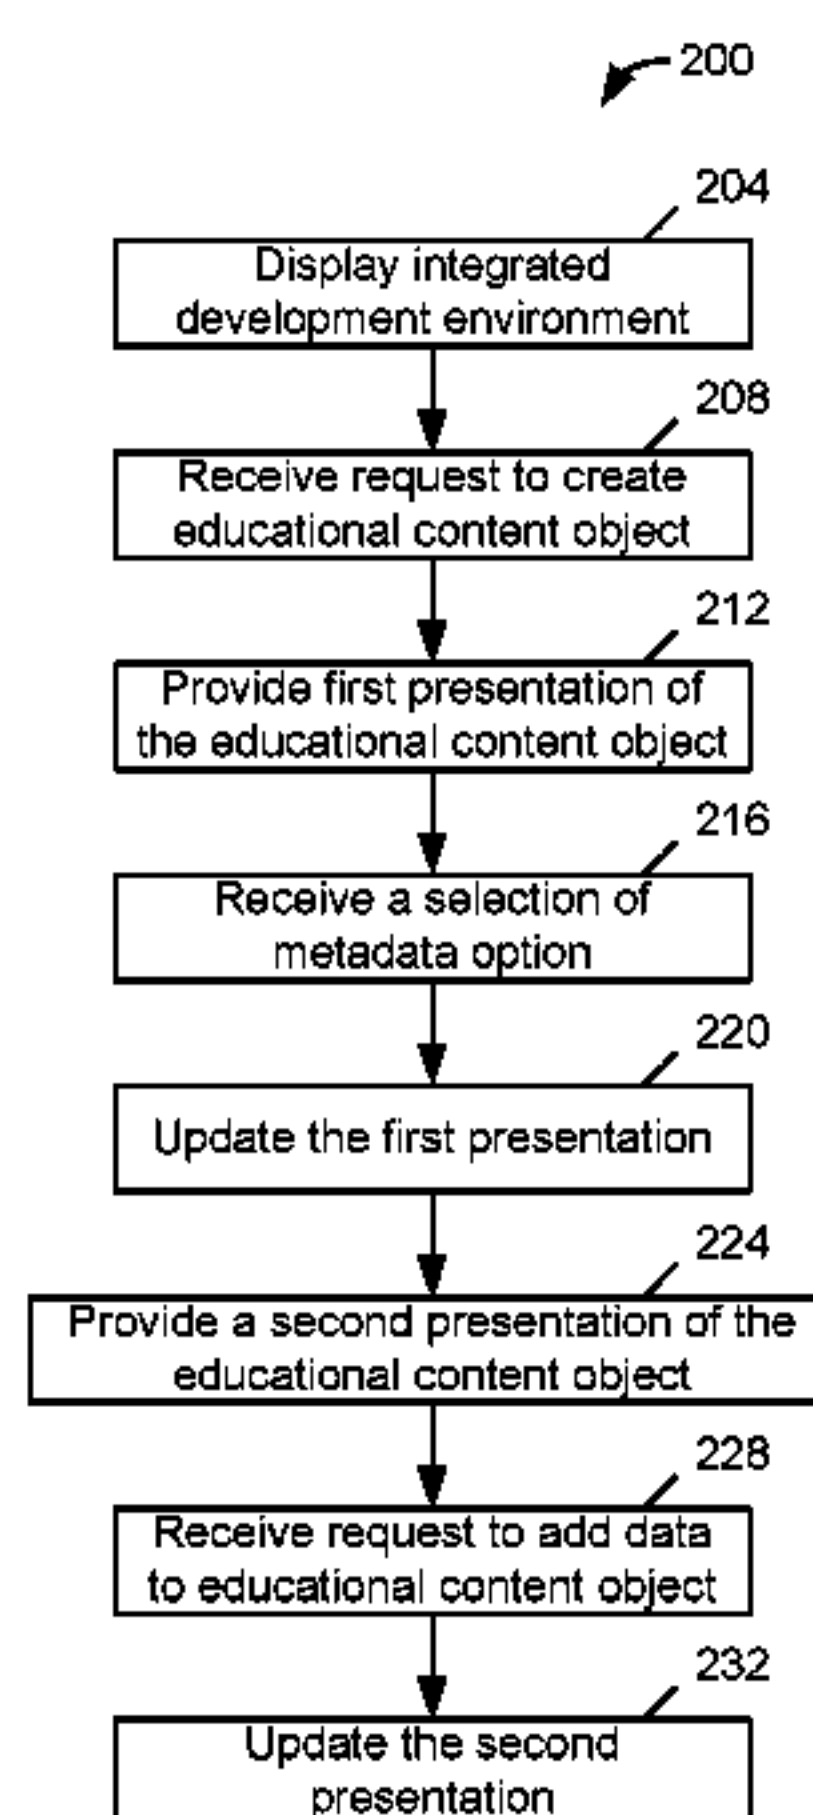 200
204
Display integrated
development environment
208
Receive request to create
educational content object
212
Provide first presentation of
the educational content object
216
Receive a selection of
metadata option
220
Update the first presentation
224
Provide a second presentation of the
educational content object
228
Receive request to add data
to educational content object
232
Update the second
presentation